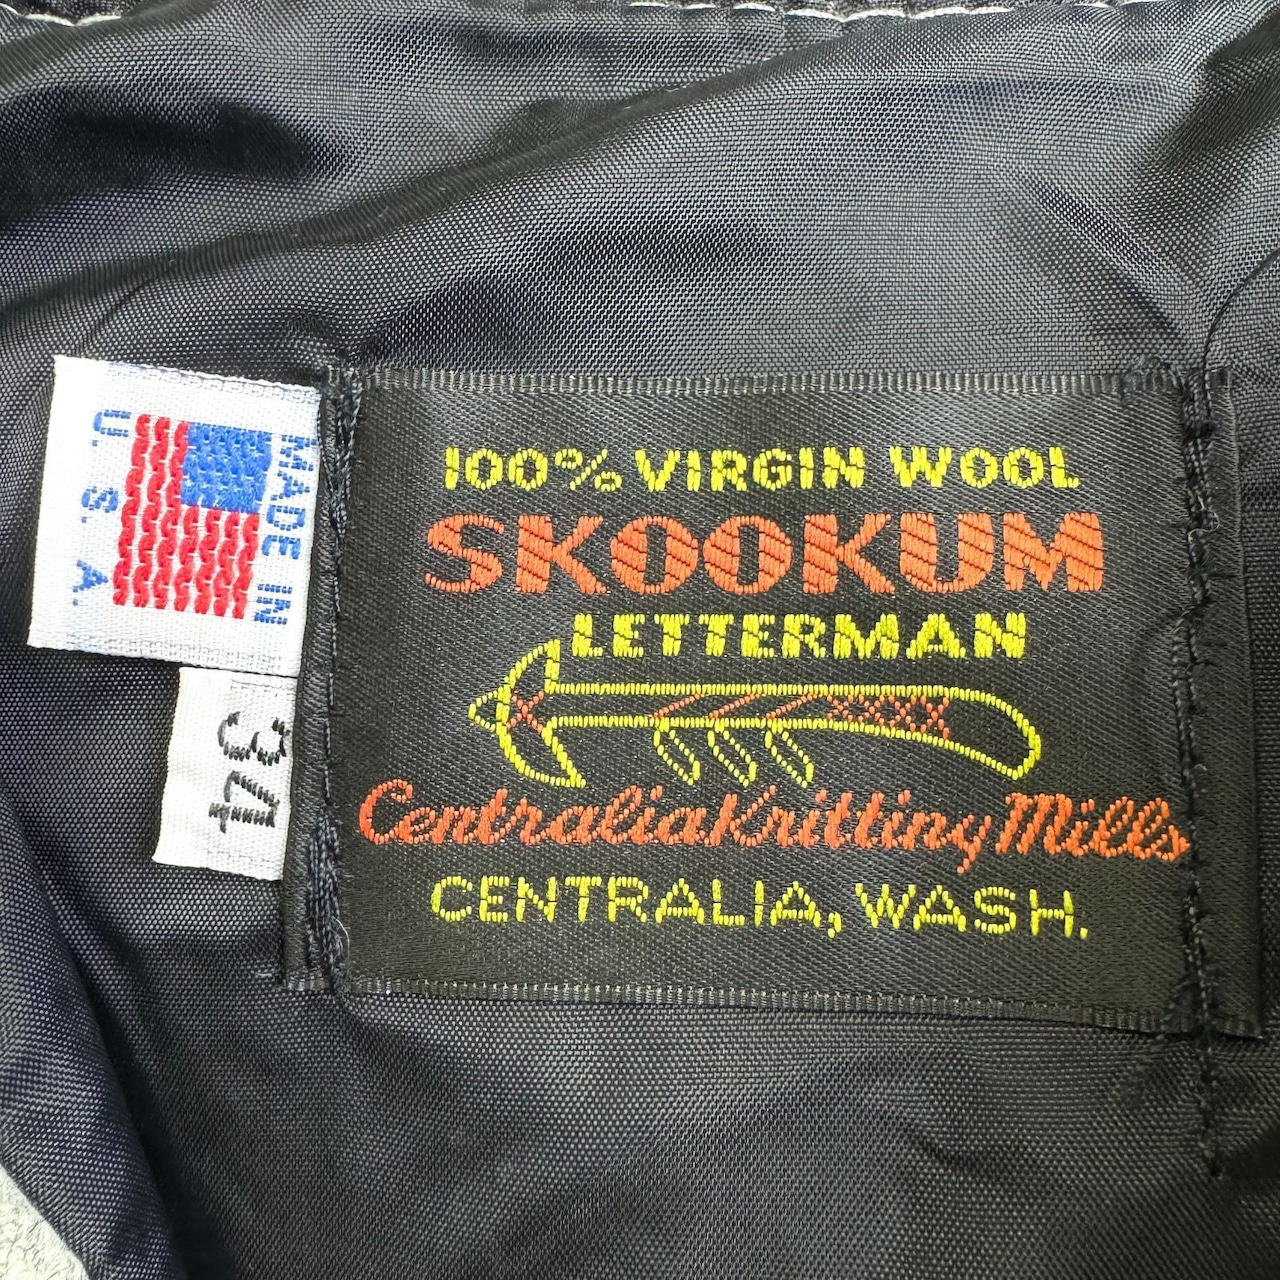 MADE IN
U. S. A.
34
100% VIRGIN WOOL
SKOOKUM
LETTERMAN
Centralia Knitting Mills
CENTRALIA, WASH.